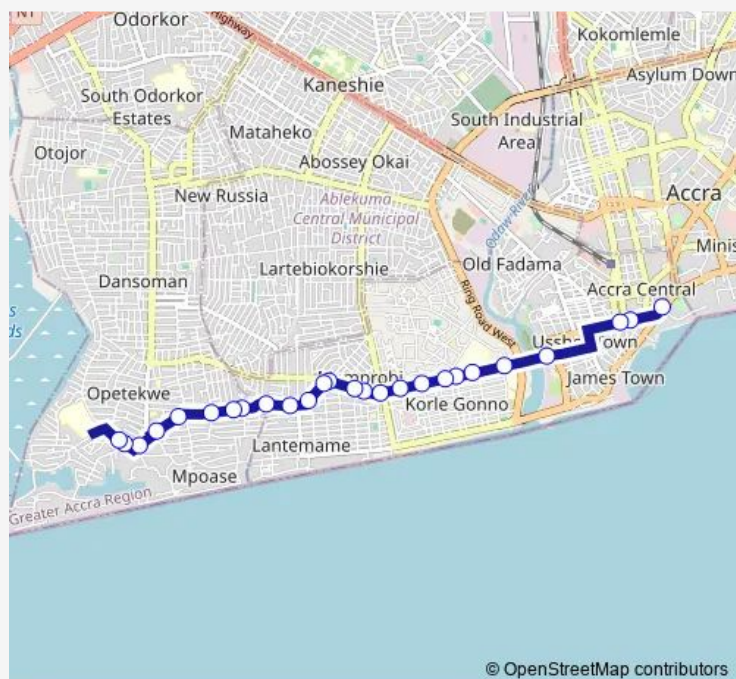 N1
Odorkor
Highway
Kokomlemle
Kaneshie
Asylum Down
South Odorkor
Estates
South Industrial
Area
Mataheko
Otojor
Abossey Okai
New Russia
Accra
Ablekuma
Central Municipal
District
Odaw River
Lartebiokorshie
Old Fadama
Dansoman
Accra Central
Ring Road West
James Town
Opetekwe
Korle Gonno
Lantemame
Mpoase
Greater Accra Region
© OpenStreetMap contributors